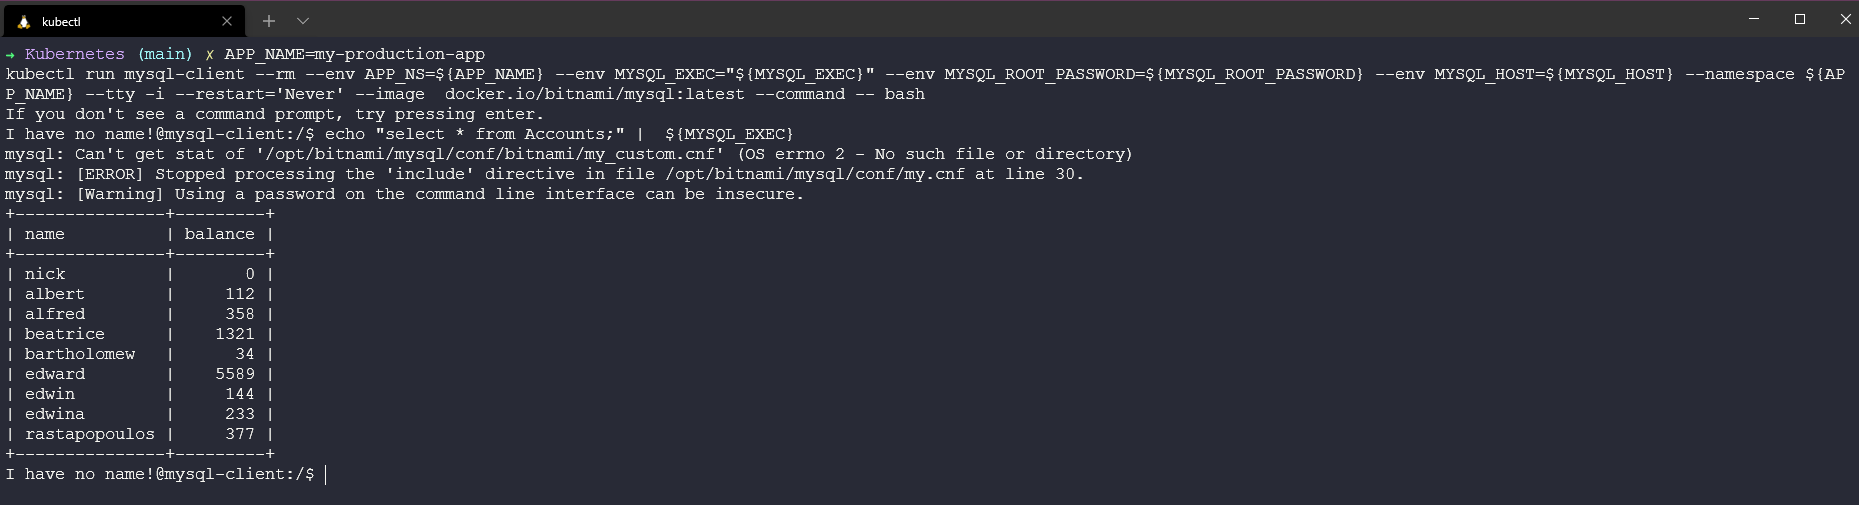 kubectl
→ Kubernetes (main) ✗ APP_NAME=my-production-app
kubectl run mysql-client --rm --env APP_NS=${APP_NAME} --env MYSQL_EXEC="${MYSQL_EXEC}" --env MYSQL_ROOT_PASSWORD=${MYSQL_ROOT_PASSWORD} --env MYSQL_HOST=${MYSQL_HOST} --namespace ${AP
P_NAME} --tty -i --restart='Never' --image  docker.io/bitnami/mysql:latest --command -- bash
If you don't see a command prompt, try pressing enter.
I have no name!@mysql-client:/$ echo "select * from Accounts;" |  ${MYSQL_EXEC}
mysql: Can't get stat of '/opt/bitnami/mysql/conf/bitnami/my_custom.cnf' (OS errno 2 - No such file or directory)
mysql: [ERROR] Stopped processing the 'include' directive in file /opt/bitnami/mysql/conf/my.cnf at line 30.
mysql: [Warning] Using a password on the command line interface can be insecure.
+---------------+---------+
| name          | balance |
+---------------+---------+
| nick          |       0 |
| albert        |     112 |
| alfred        |     358 |
| beatrice      |    1321 |
| bartholomew   |      34 |
| edward        |    5589 |
| edwin         |     144 |
| edwina        |     233 |
| rastapopoulos |     377 |
+---------------+---------+
I have no name!@mysql-client:/$